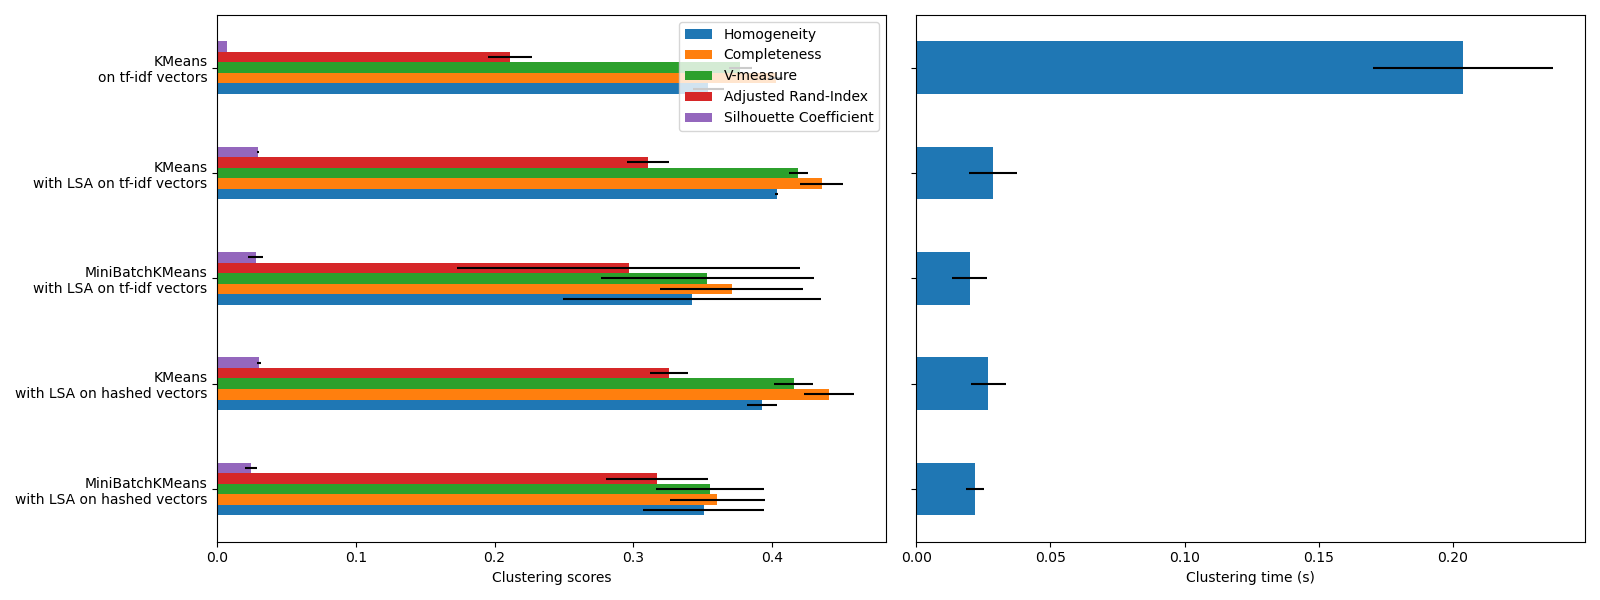 KMeans
on tf-idf vectors
KMeans
with LSA on tf-idf vectors
MiniBatchKMeans
with LSA on tf-idf vectors
KMeans
with LSA on hashed vectors
MiniBatchKMeans
with LSA on hashed vectors
Homogeneity
Completeness
V-measure
Adjusted Rand-Index
Silhouette Coefficient
0.0 0.1 0.2 0.3 0.4
Clustering scores
0.00 0.05 0.10 0.15 0.20
Clustering time (s)